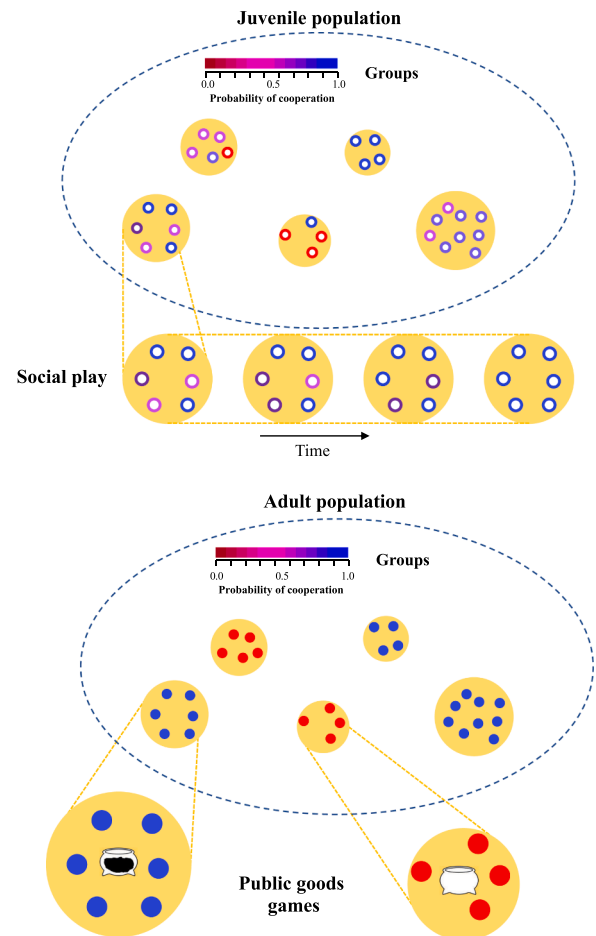 Juvenile population
Groups
0.0 0.5 1.0
Probability of cooperation
Social play
Time
Adult population
Groups
0.0 0.5 1.0
Probability of cooperation
Public goods
games